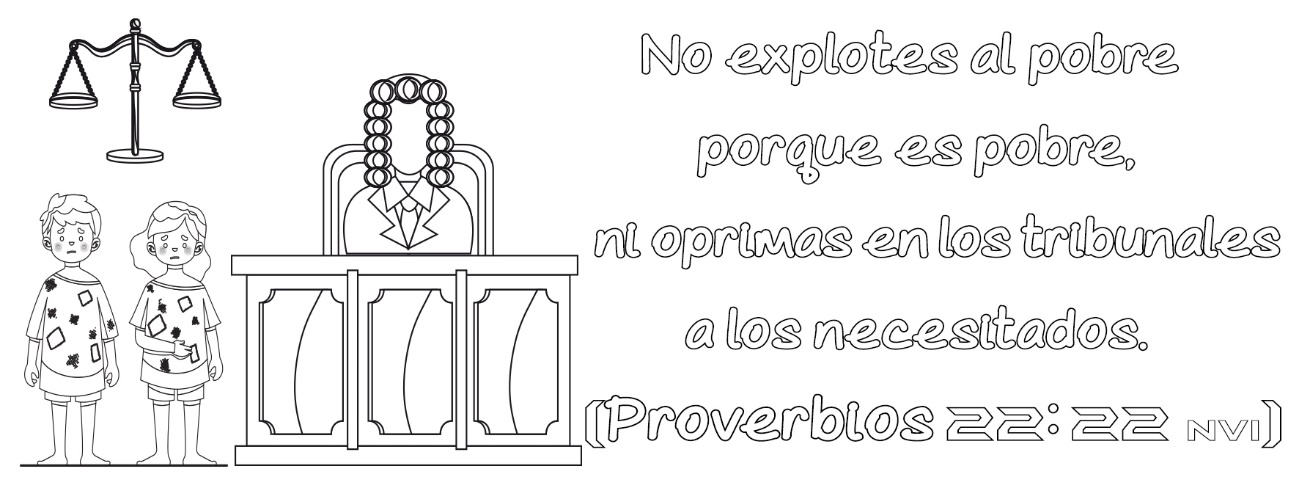 No explotes al pobre
porque es pobre,
ni oprimas en los tribunales
a los necesitados.
(Proverbios 22:22 NVI)